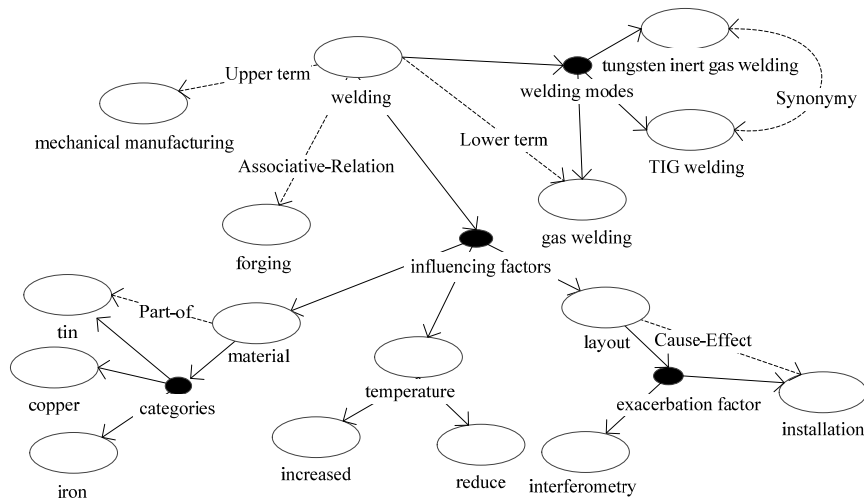 tungsten inert gas welding
Upper term
welding
welding modes
Synonymy
mechanical manufacturing
Lower term
Associative-Relation
TIG welding
gas welding
forging
influencing factors
Part-of
tin
material
layout
Cause-Effect
temperature
copper
categories
exacerbation factor
installation
increased
reduce
interferometry
iron